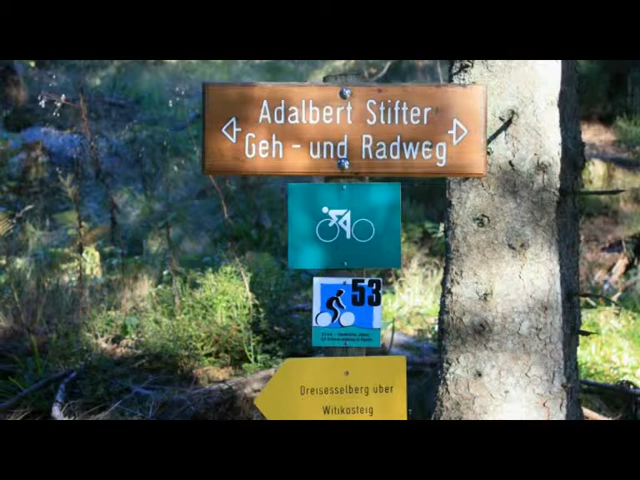 Adalbert Stifter
Geh - und Radweg
53
Dreisesselberg über
Witikosteig